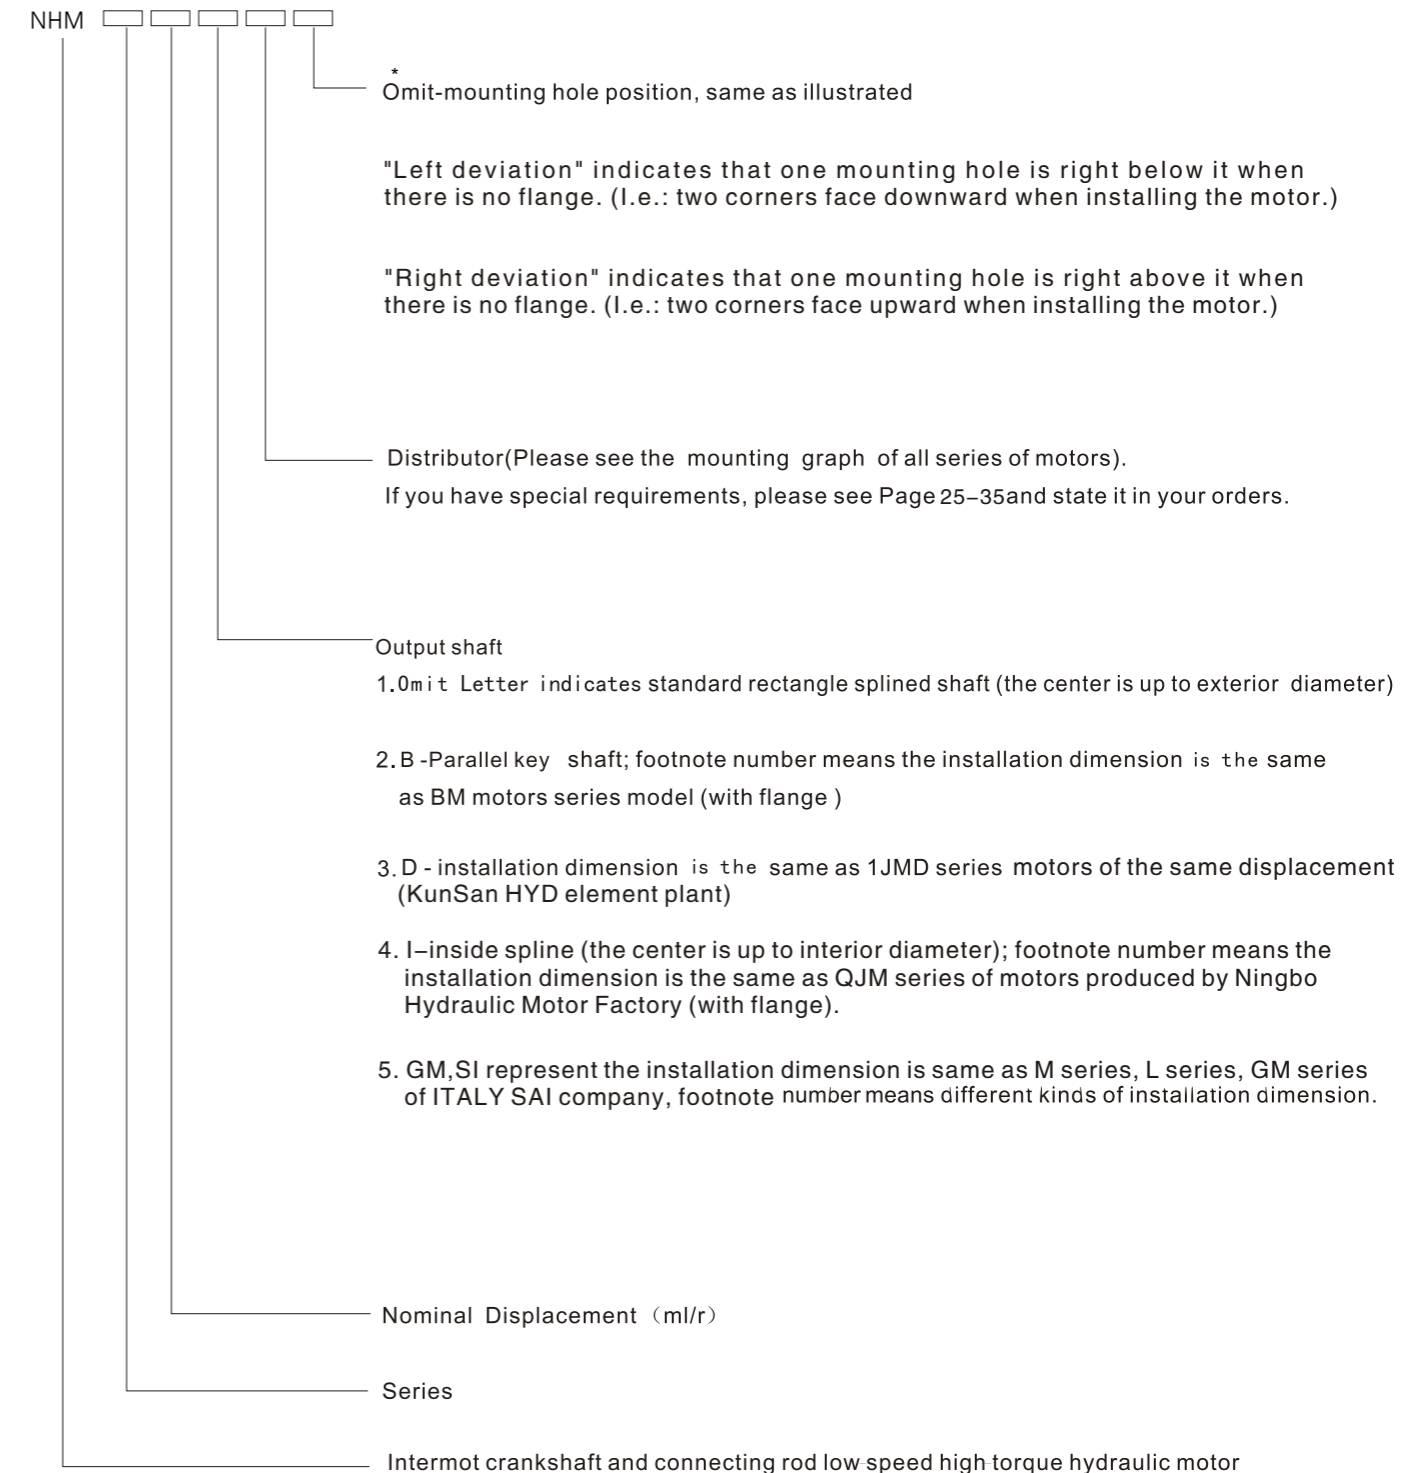 NHM
*
Omit-mounting hole position, same as illustrated
"Left deviation" indicates that one mounting hole is right below it when
there is no flange. (I.e.: two corners face downward when installing the motor.)
"Right deviation" indicates that one mounting hole is right above it when
there is no flange. (I.e.: two corners face upward when installing the motor.)
Distributor(Please see the mounting graph of all series of motors).
If you have special requirements, please see Page 25–35and state it in your orders.
Output shaft
1.Omit Letter indicates standard rectangle splined shaft (the center is up to exterior diameter)
2. B -Parallel key shaft; footnote number means the installation dimension is the same
as BM motors series model (with flange )
3. D - installation dimension is the same as 1JMD series motors of the same displacement
(KunSan HYD element plant)
4. I–inside spline (the center is up to interior diameter); footnote number means the
installation dimension is the same as QJM series of motors produced by Ningbo
Hydraulic Motor Factory (with flange).
5. GM,SI represent the installation dimension is same as M series, L series, GM series
of ITALY SAI company, footnote number means different kinds of installation dimension.
Nominal Displacement（ml/r）
Series
Intermot crankshaft and connecting rod low-speed high-torque hydraulic motor